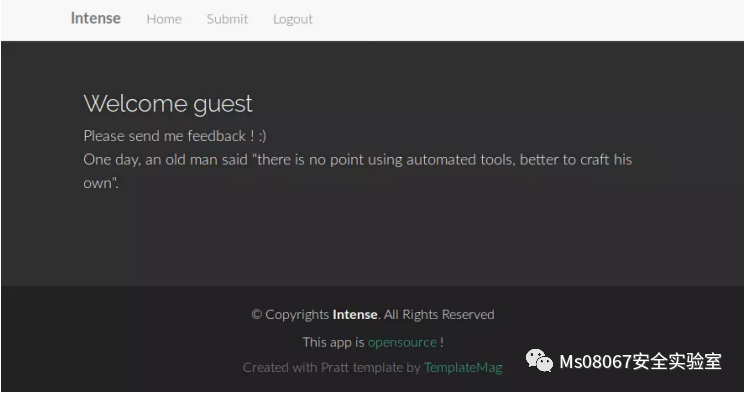 Intense Home Submit Logout
Welcome guest
Please send me feedback ! :)
One day, an old man said "there is no point using automated tools, better to craft his
own".
© Copyrights Intense. All Rights Reserved
This app is opensource !
Created with Pratt template by TemplateMag
Ms08067安全实验室